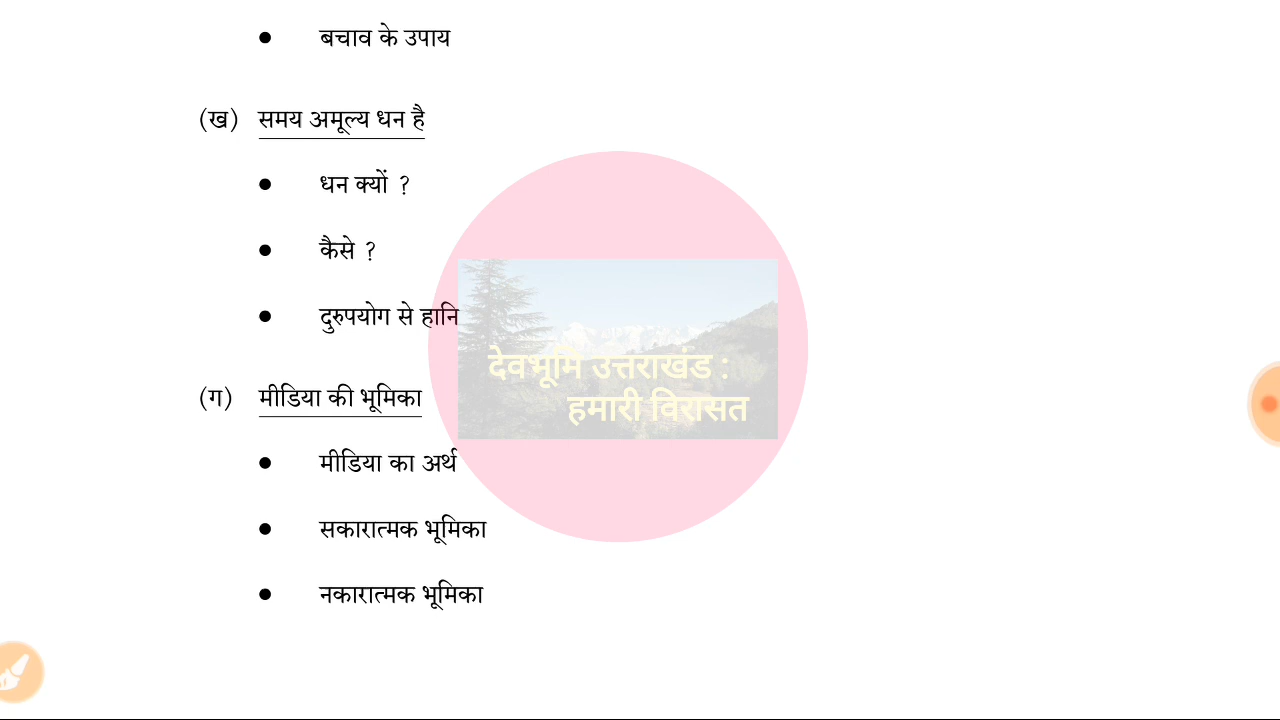 ● बचाव के उपाय
(ख) समय अमूल्य धन है
● धन क्यों ?
● कैसे ?
● दुरुपयोग से हानि
देवभूमि उत्तराखंड :
हमारी विरासत
(ग) मीडिया की भूमिका
● मीडिया का अर्थ
● सकारात्मक भूमिका
● नकारात्मक भूमिका